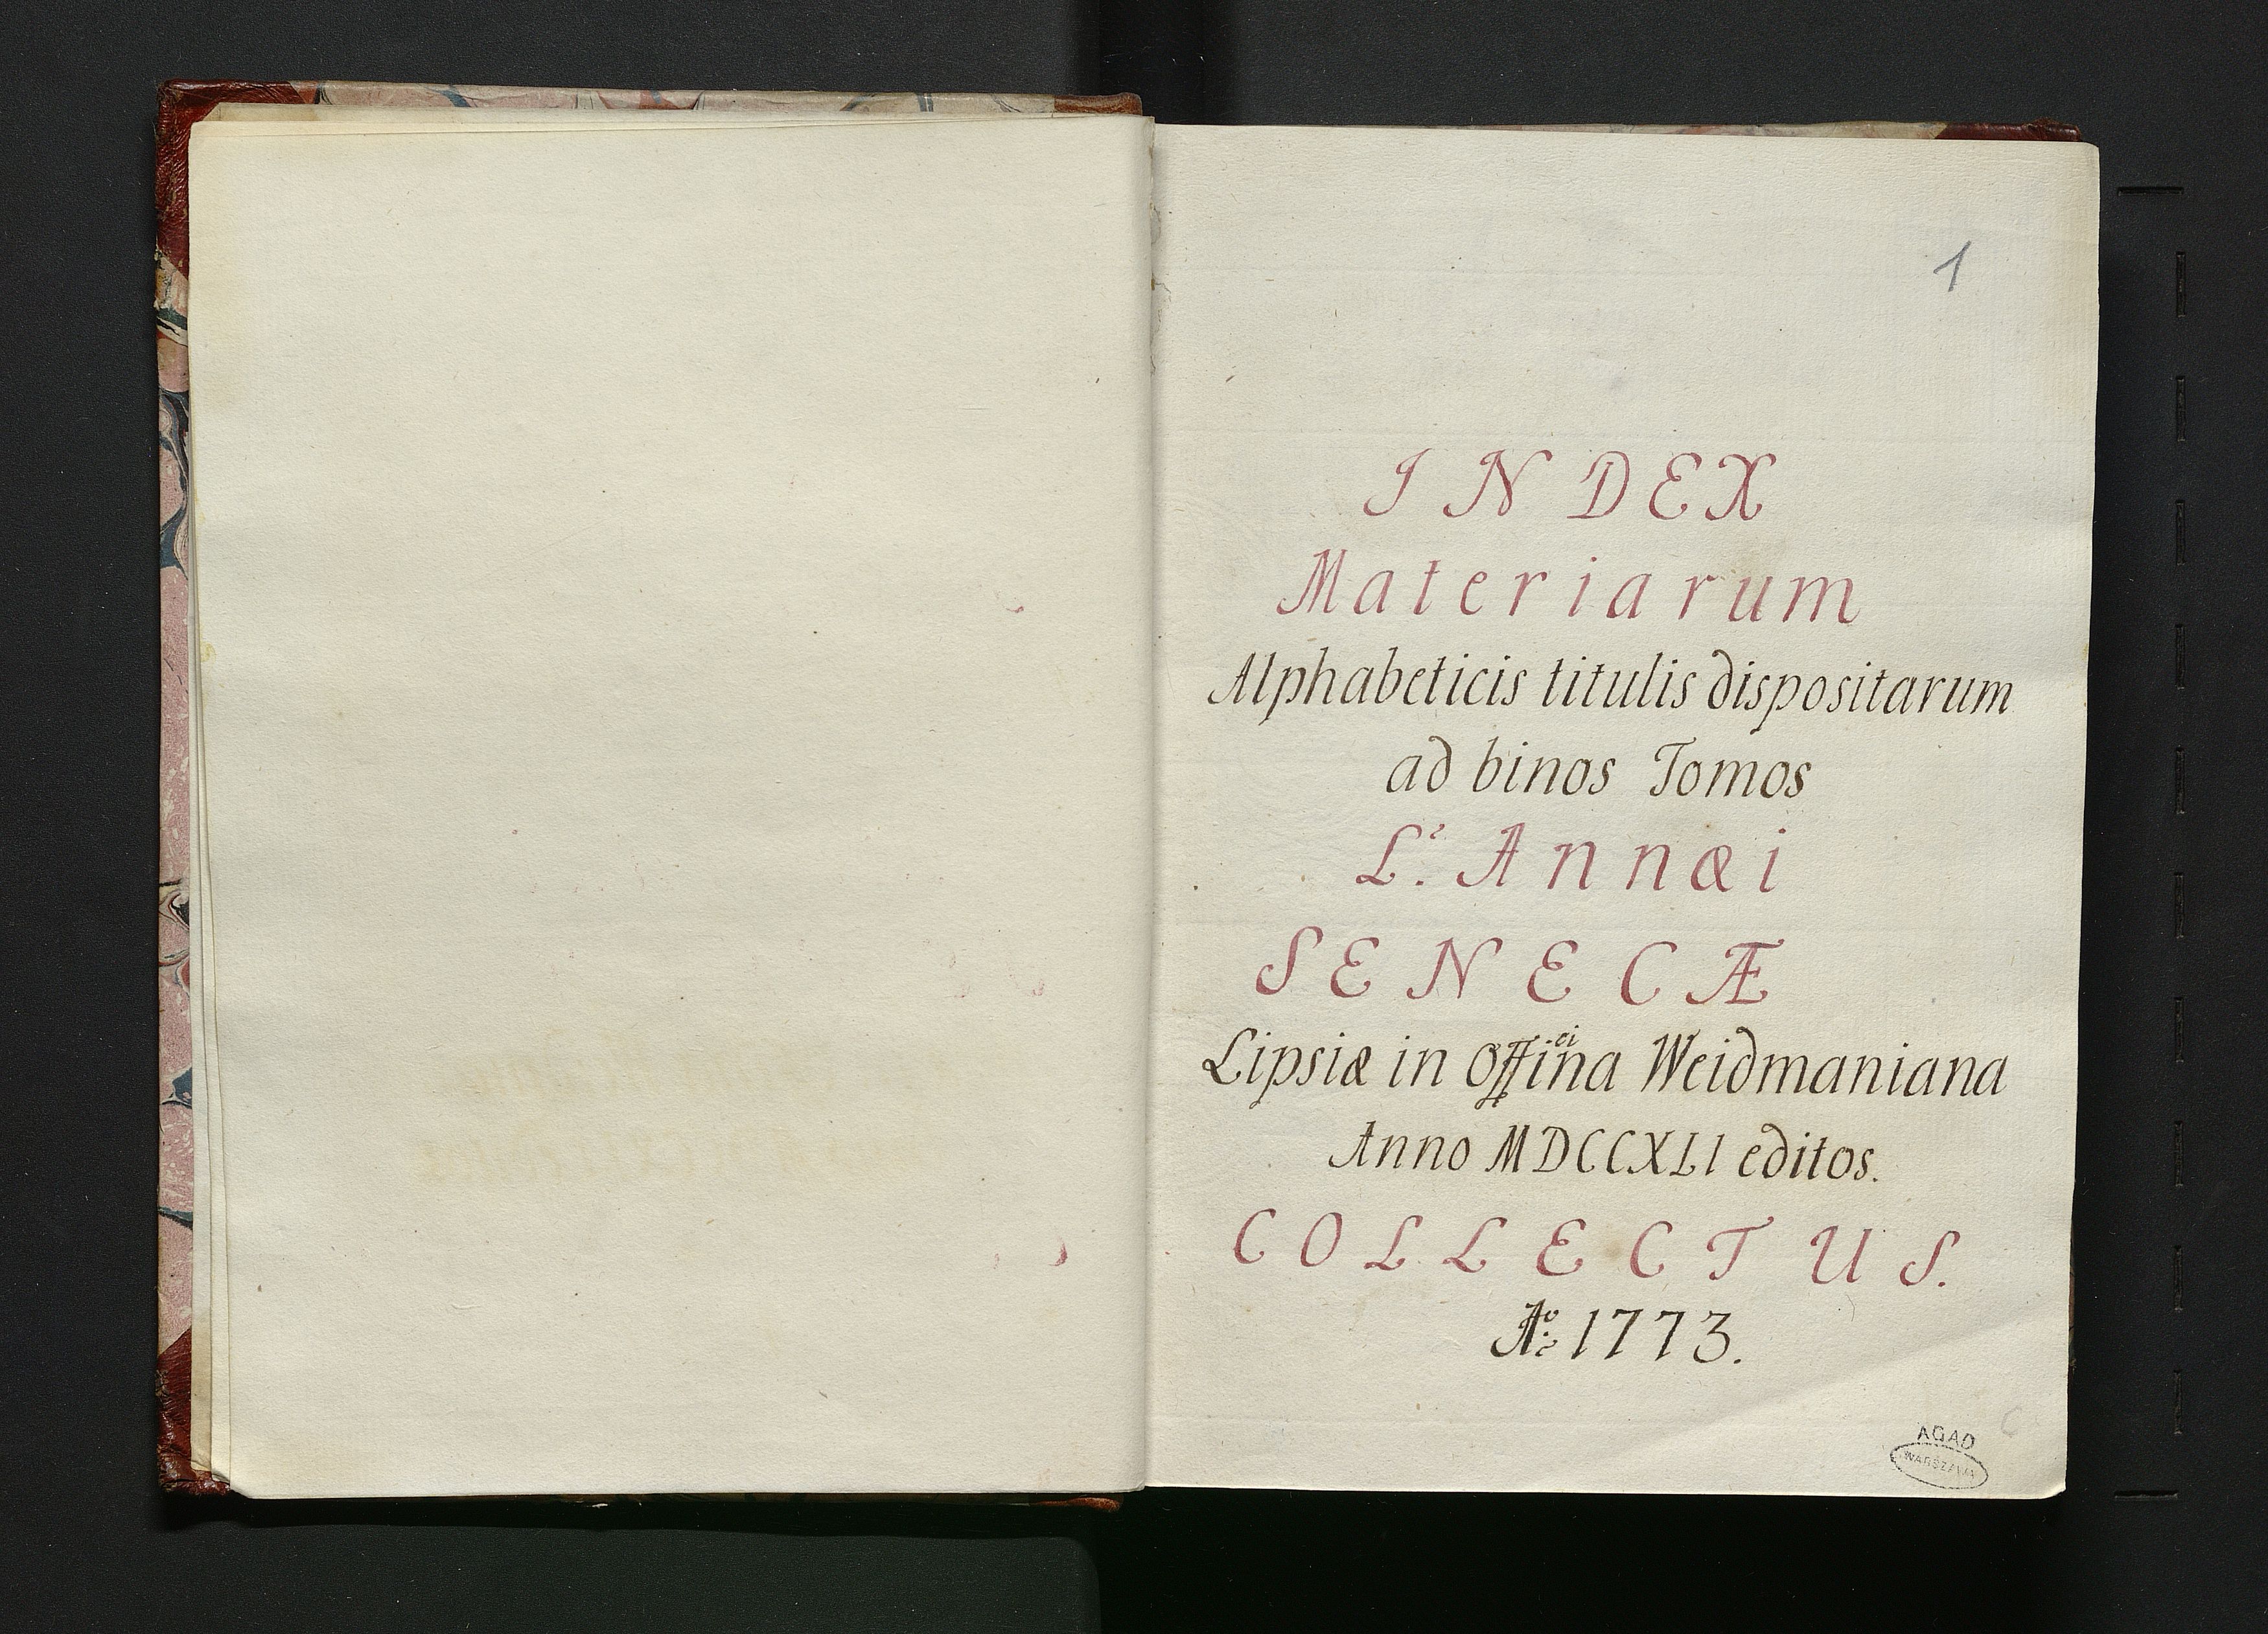 1
INDEX
Materiarum
Alphabeticis titulis dispositarum
ad binos Tomos
L. Annæi
SENECÆ
Lipsiæ in Officina Weidmaniana
Anno MDCCXLI editos.
COLLECTUS.
Aº: 1773.
AGAD
WARSZAWA